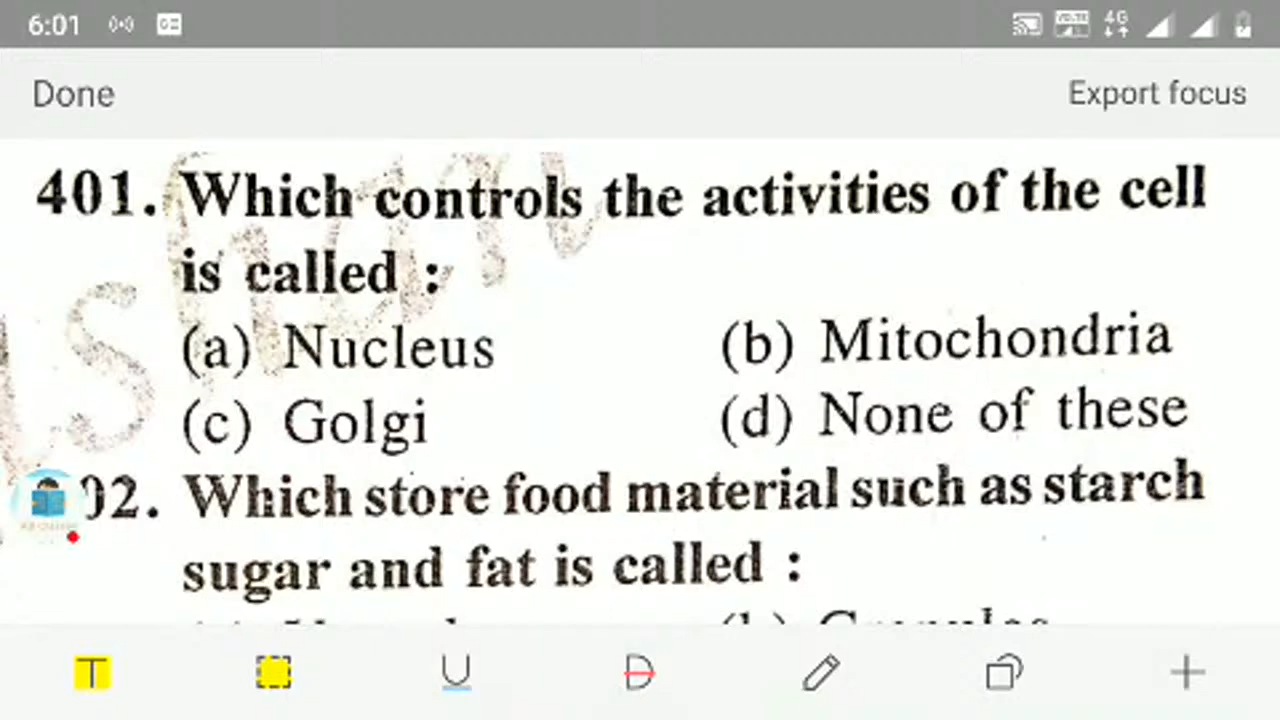 6:01
4G
Done
Export focus
401. Which controls the activities of the cell
is called :
(a) Nucleus (b) Mitochondria
(c) Golgi (d) None of these
02. Which store food material such as starch
sugar and fat is called :
T
U